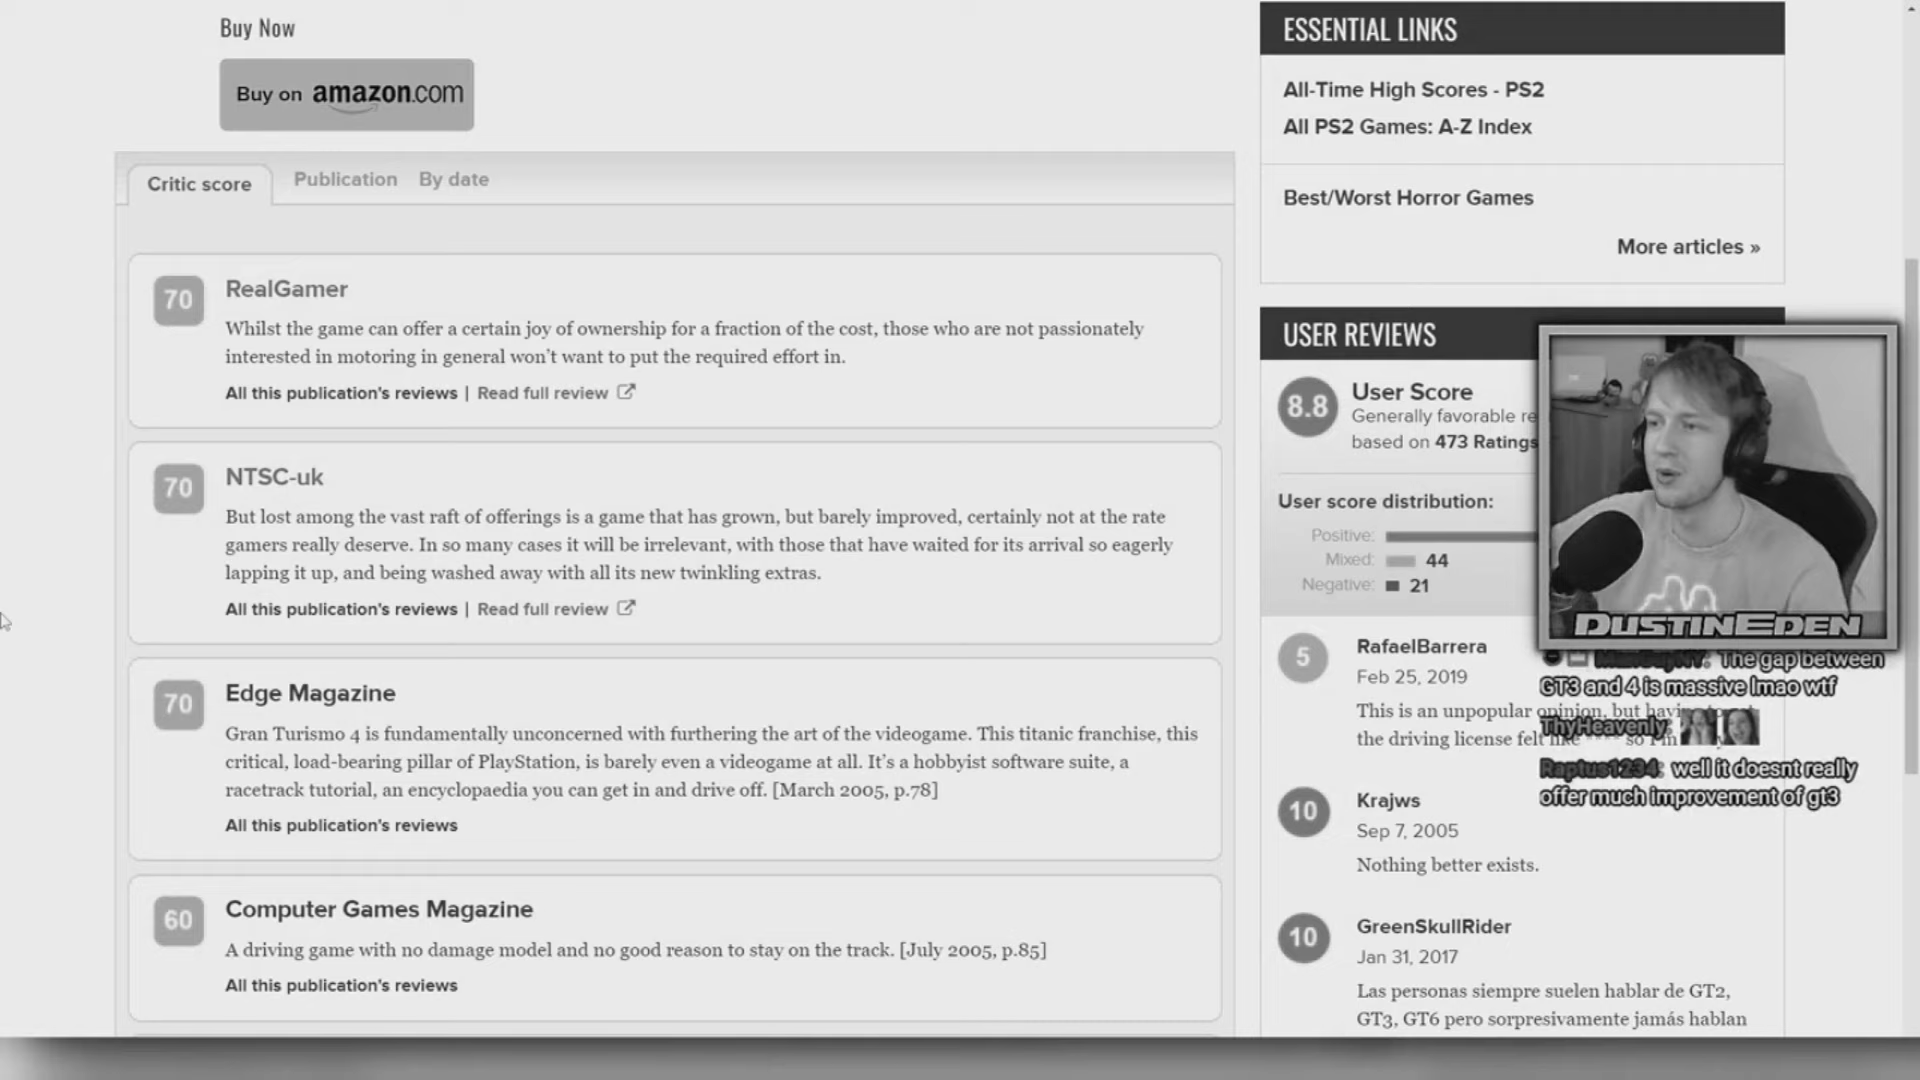 Buy Now
Buy on amazon.com
Critic score
Publication
By date
70
RealGamer
Whilst the game can offer a certain joy of ownership for a fraction of the cost, those who are not passionately
interested in motoring in general won't want to put the required effort in.
All this publication's reviews | Read full review
70
NTSC-uk
But lost among the vast raft of offerings is a game that has grown, but barely improved, certainly not at the rate
gamers really deserve. In so many cases it will be irrelevant, with those that have waited for its arrival so eagerly
lapping it up, and being washed away with all its new twinkling extras.
All this publication's reviews | Read full review
70
Edge Magazine
Gran Turismo 4 is fundamentally unconcerned with furthering the art of the videogame. This titanic franchise, this
critical, load-bearing pillar of PlayStation, is barely even a videogame at all. It's a hobbyist software suite, a
racetrack tutorial, an encyclopaedia you can get in and drive off. [March 2005, p.78]
All this publication's reviews
60
Computer Games Magazine
A driving game with no damage model and no good reason to stay on the track. [July 2005, p.85]
All this publication's reviews
ESSENTIAL LINKS
All-Time High Scores - PS2
All PS2 Games: A-Z Index
Best/Worst Horror Games
More articles »
USER REVIEWS
8.8
User Score
Generally favorable
based on 473 Ratings
User score distribution:
Positive:
Mixed: 44
Negative: 21
DUSTINEDEN
5
RafaelBarrera
Feb 25, 2019
This is an unpopular opinion, but
the driving license felt like
The gap between
GT3 and 4 is massive lmao wtf
ThyHeavenly:
Raptus1234: well it doesnt really
offer much improvement of gt3
10
Krajws
Sep 7, 2005
Nothing better exists.
10
GreenSkullRider
Jan 31, 2017
Las personas siempre suelen hablar de GT2,
GT3, GT6 pero sorpresivamente jamás hablan